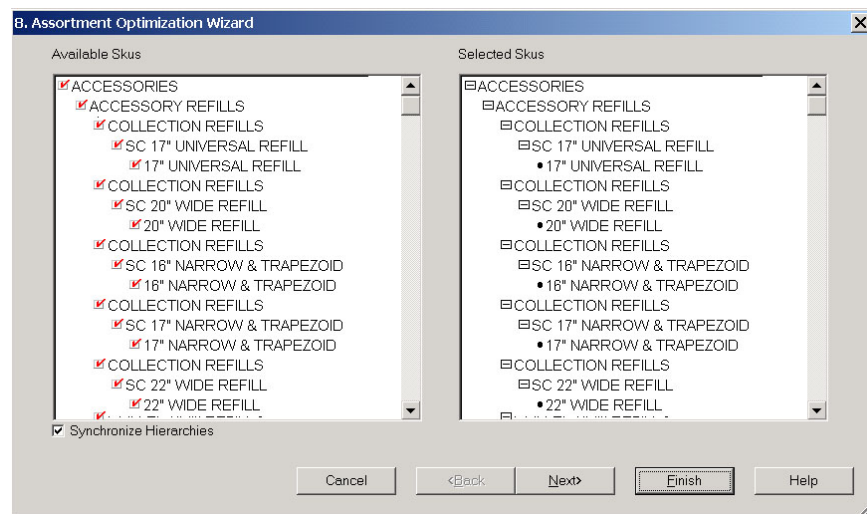 8. Assortment Optimization Wizard
Available Skus
ACCESSORIES
ACCESSORY REFILLS
COLLECTION REFILLS
SC 17" UNIVERSAL REFILL
17" UNIVERSAL REFILL
COLLECTION REFILLS
SC 20" WIDE REFILL
20" WIDE REFILL
COLLECTION REFILLS
SC 16" NARROW & TRAPEZOID
16" NARROW & TRAPEZOID
COLLECTION REFILLS
SC 17" NARROW & TRAPEZOID
17" NARROW & TRAPEZOID
COLLECTION REFILLS
SC 22" WIDE REFILL
22" WIDE REFILL
Synchronize Hierarchies
Selected Skus
ACCESSORIES
ACCESSORY REFILLS
COLLECTION REFILLS
SC 17" UNIVERSAL REFILL
17" UNIVERSAL REFILL
COLLECTION REFILLS
SC 20" WIDE REFILL
20" WIDE REFILL
COLLECTION REFILLS
SC 16" NARROW & TRAPEZOID
16" NARROW & TRAPEZOID
COLLECTION REFILLS
SC 17" NARROW & TRAPEZOID
17" NARROW & TRAPEZOID
COLLECTION REFILLS
SC 22" WIDE REFILL
22" WIDE REFILL
Cancel <Back Next> Finish Help